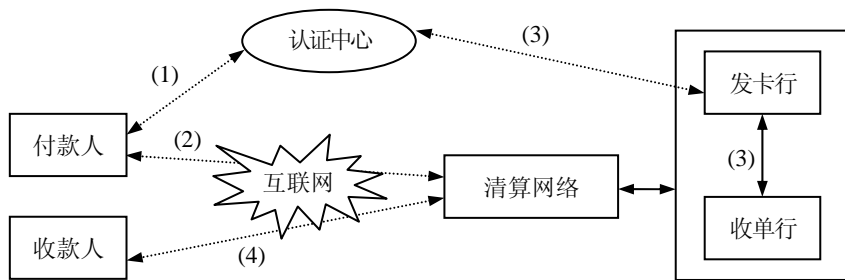 认证中心
(3)
发卡行
(1)
付款人
(2)
互联网
清算网络
(3)
收款人
(4)
收单行